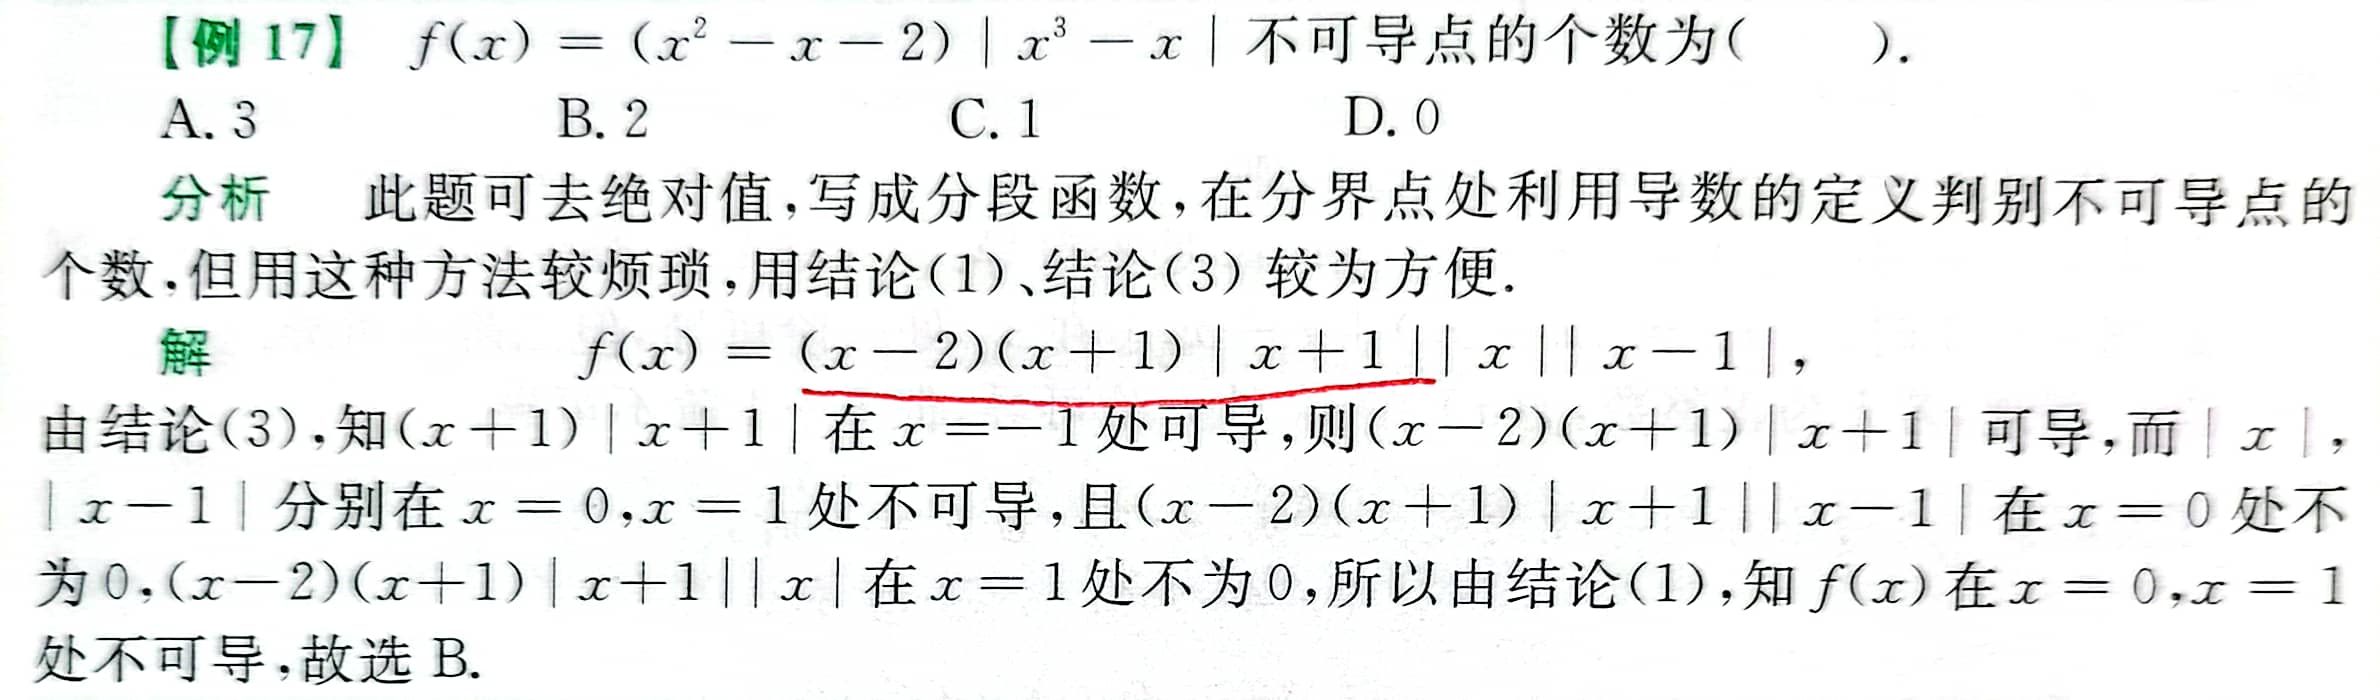 【例 17】 f(x) = (x² − x − 2) | x³ − x | 不可导点的个数为(　　).
A. 3　　B. 2　　C. 1　　D. 0
分析　此题可去绝对值,写成分段函数,在分界点处利用导数的定义判别不可导点的
个数,但用这种方法较烦琐,用结论(1)、结论(3) 较为方便.
解　f(x) = (x − 2)(x + 1) | x + 1 || x || x − 1 |,
由结论(3),知(x + 1) | x + 1 | 在 x = −1 处可导,则(x − 2)(x + 1) | x + 1 | 可导,而 | x |,
| x − 1 | 分别在 x = 0,x = 1 处不可导,且(x − 2)(x + 1) | x + 1 || x − 1 | 在 x = 0 处不
为 0,(x − 2)(x + 1) | x + 1 || x | 在 x = 1 处不为 0,所以由结论(1),知 f(x) 在 x = 0,x = 1
处不可导,故选 B.